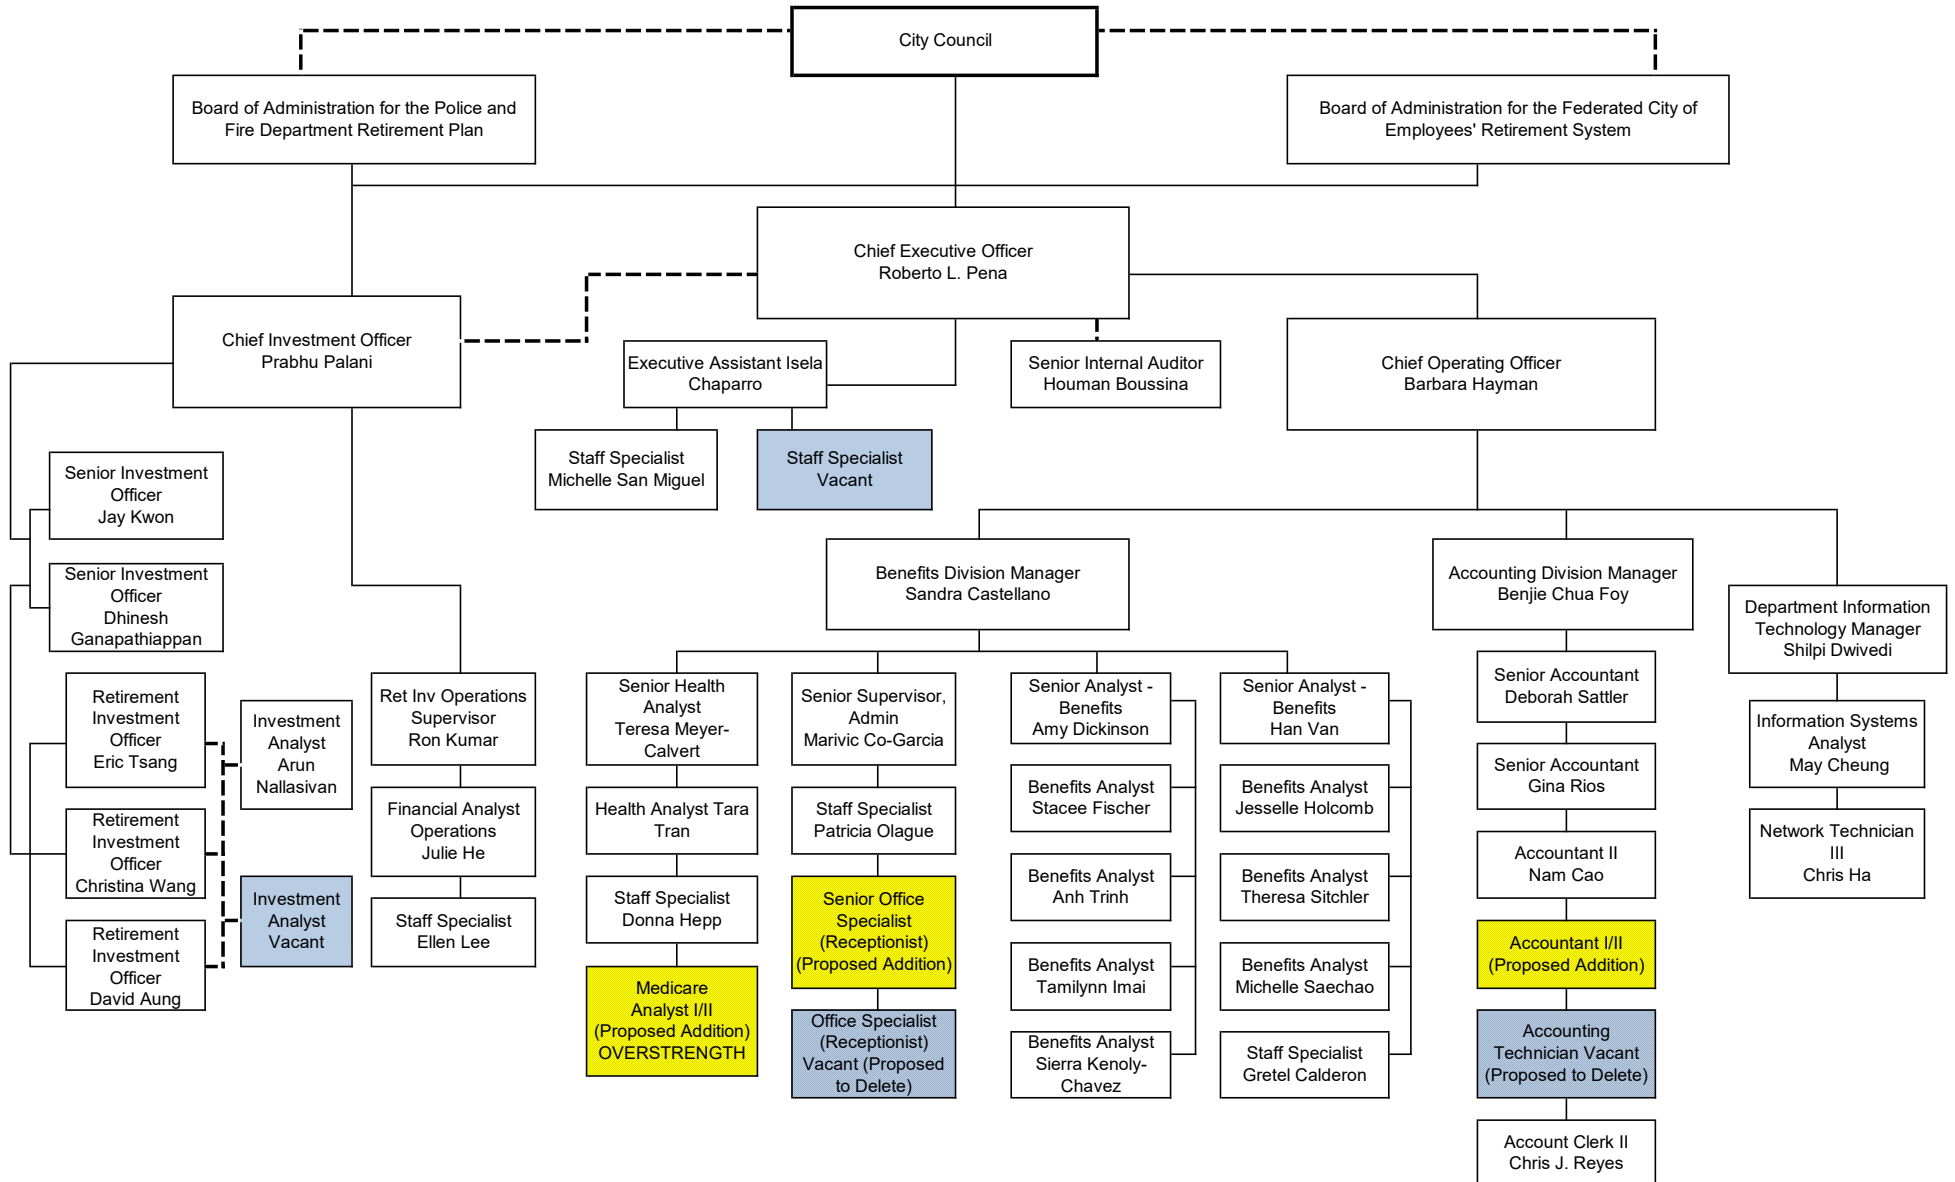 City Council
Board of Administration for the Police and
Fire Department Retirement Plan
Board of Administration for the Federated City of
Employees' Retirement System
Chief Executive Officer
Roberto L. Pena
Chief Investment Officer
Prabhu Palani
Executive Assistant Isela
Chaparro
Senior Internal Auditor
Houman Boussina
Chief Operating Officer
Barbara Hayman
Staff Specialist
Michelle San Miguel
Staff Specialist
Vacant
Senior Investment
Officer
Jay Kwon
Senior Investment
Officer
Dhinesh
Ganapathiappan
Benefits Division Manager
Sandra Castellano
Accounting Division Manager
Benjie Chua Foy
Department Information
Technology Manager
Shilpi Dwivedi
Retirement
Investment
Officer
Eric Tsang
Retirement
Investment
Officer
Christina Wang
Retirement
Investment
Officer
David Aung
Investment
Analyst
Arun
Nallasivan
Investment
Analyst
Vacant
Ret Inv Operations
Supervisor
Ron Kumar
Financial Analyst
Operations
Julie He
Staff Specialist
Ellen Lee
Senior Health
Analyst
Teresa Meyer-
Calvert
Health Analyst Tara
Tran
Staff Specialist
Donna Hepp
Medicare
Analyst I/II
(Proposed Addition)
OVERSTRENGTH
Senior Supervisor,
Admin
Marivic Co-Garcia
Staff Specialist
Patricia Olague
Senior Office
Specialist
(Receptionist)
(Proposed Addition)
Office Specialist
(Receptionist)
Vacant (Proposed
to Delete)
Senior Analyst -
Benefits
Amy Dickinson
Benefits Analyst
Stacee Fischer
Benefits Analyst
Anh Trinh
Benefits Analyst
Tamilynn Imai
Benefits Analyst
Sierra Kenoly-
Chavez
Senior Analyst -
Benefits
Han Van
Benefits Analyst
Jesselle Holcomb
Benefits Analyst
Theresa Sitchler
Benefits Analyst
Michelle Saechao
Staff Specialist
Gretel Calderon
Senior Accountant
Deborah Sattler
Senior Accountant
Gina Rios
Accountant II
Nam Cao
Accountant I/II
(Proposed Addition)
Accounting
Technician Vacant
(Proposed to Delete)
Account Clerk II
Chris J. Reyes
Information Systems
Analyst
May Cheung
Network Technician
III
Chris Ha